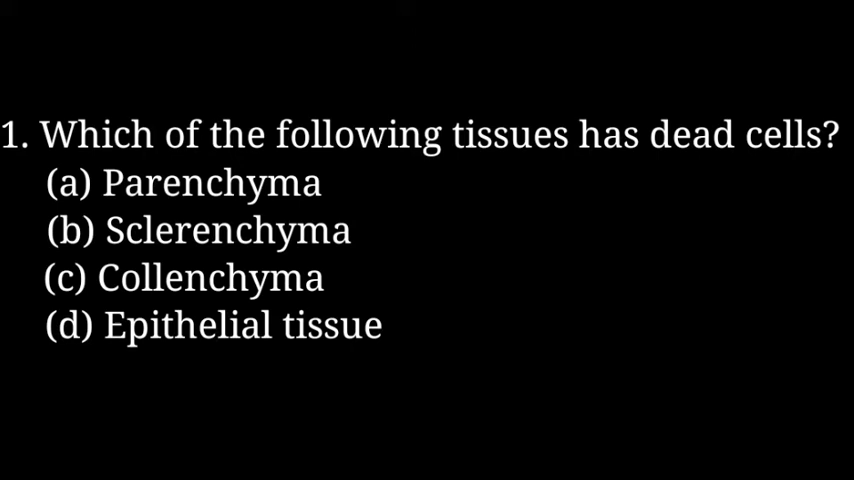 1. Which of the following tissues has dead cells?
(a) Parenchyma
(b) Sclerenchyma
(c) Collenchyma
(d) Epithelial tissue